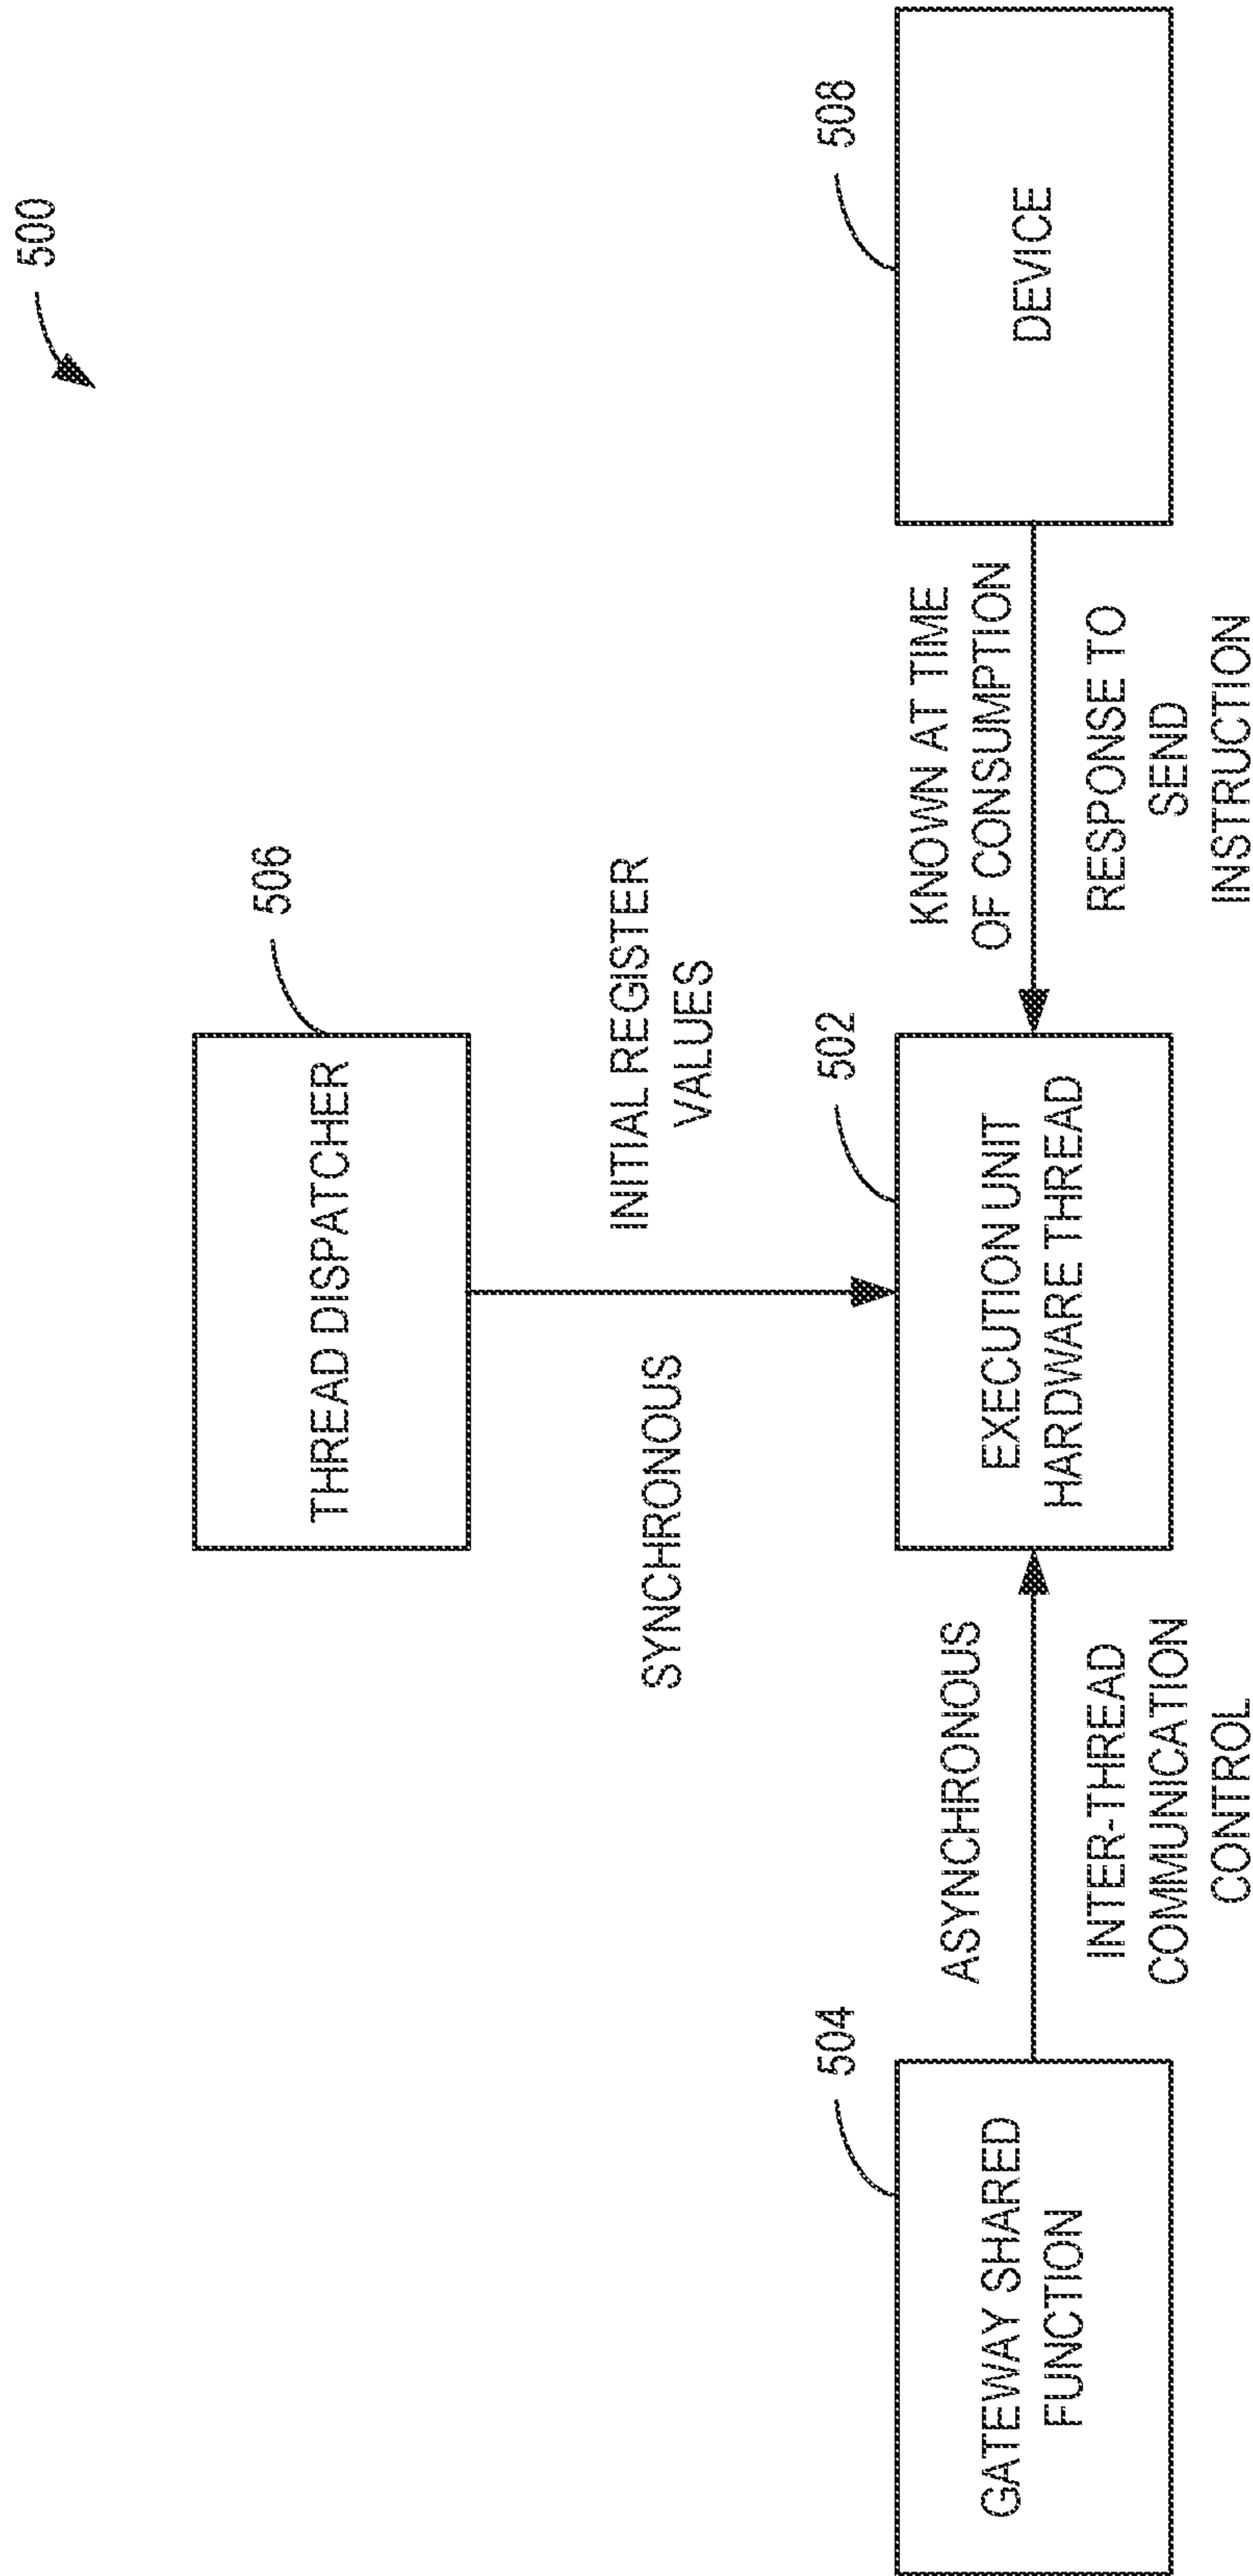 500
506
THREAD DISPATCHER
SYNCHRONOUS
INITIAL REGISTER
VALUES
504
GATEWAY SHARED
FUNCTION
ASYNCHRONOUS
INTER-THREAD
COMMUNICATION
CONTROL
502
EXECUTION UNIT
HARDWARE THREAD
KNOWN AT TIME
OF CONSUMPTION
RESPONSE TO
SEND
INSTRUCTION
508
DEVICE